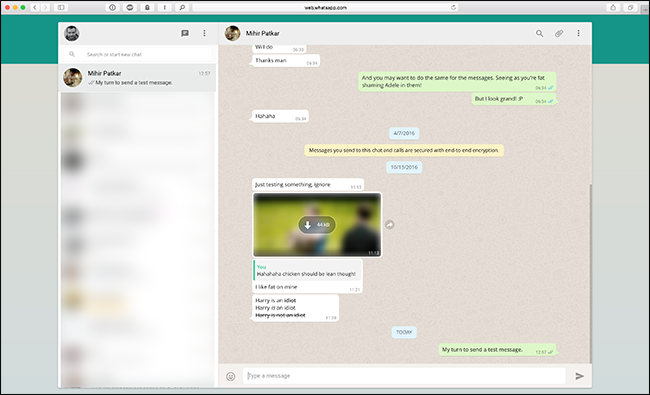 web.whatsapp.com
Mihir Patkar
Search or start new chat
Mihir Patkar 12:57
My turn to send a test message.
Will do 06:33
Thanks man 06:34
And you may want to do the same for the messages. Seeing as you're fat
shaming Adele in them! 06:34
But I look grand! :P 06:34
Hahaha 06:34
4/7/2016
Messages you send to this chat and calls are secured with end-to-end encryption.
10/13/2016
Just testing something, ignore 11:13
44 kB
11:13
You
Hahahaha chicken should be lean though!
I like fat on mine 11:21
Harry is an idiot
Harry is an idiot
Harry is not an idiot 11:28
TODAY
My turn to send a test message. 12:57
Type a message